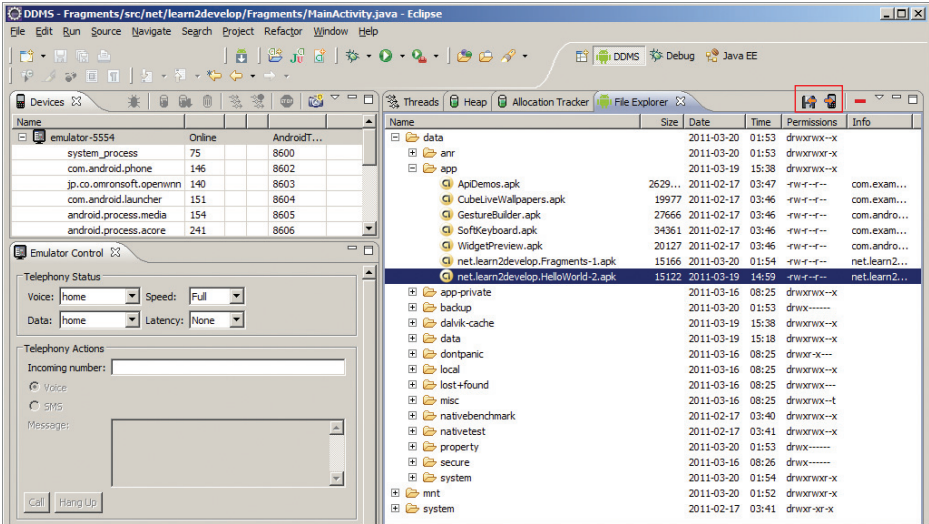 DDMS - Fragments/src/net/learn2develop/Fragments/MainActivity.java - Eclipse
File Edit Run Source Navigate Search Project Refactor Window Help
DDMS Debug Java EE
Devices
Name
emulator-5554 Online AndroidT...
system_process 75 8600
com.android.phone 146 8602
jp.co.omronsoft.openwnn 140 8603
com.android.launcher 151 8604
android.process.media 154 8605
android.process.acore 241 8606
Emulator Control
Telephony Status
Voice: home Speed: Full
Data: home Latency: None
Telephony Actions
Incoming number:
Voice
SMS
Message:
Call Hang Up
Threads Heap Allocation Tracker File Explorer
Name Size Date Time Permissions Info
data 2011-03-20 01:53 drwxrwx--x
anr 2011-03-20 01:53 drwxrwxr-x
app 2011-03-19 15:38 drwxrwx--x
ApiDemos.apk 2629... 2011-02-17 03:47 -rw-r--r-- com.exam...
CubeLiveWallpapers.apk 19977 2011-02-17 03:46 -rw-r--r-- com.exam...
GestureBuilder.apk 27666 2011-02-17 03:46 -rw-r--r-- com.andro...
SoftKeyboard.apk 34361 2011-02-17 03:46 -rw-r--r-- com.exam...
WidgetPreview.apk 20127 2011-02-17 03:46 -rw-r--r-- com.andro...
net.learn2develop.Fragments-1.apk 15166 2011-03-20 01:54 -rw-r--r-- net.learn2...
net.learn2develop.HelloWorld-2.apk 15122 2011-03-19 14:59 -rw-r--r-- net.learn2...
app-private 2011-03-16 08:25 drwxrwx--x
backup 2011-03-20 01:53 drwx------
dalvik-cache 2011-03-19 15:38 drwxrwx--x
data 2011-03-19 15:18 drwxrwx--x
dontpanic 2011-03-16 08:25 drwxr-x---
local 2011-03-16 08:25 drwxrwx--x
lost+found 2011-03-16 08:25 drwxrwx---
misc 2011-03-16 08:25 drwxrwx--t
nativebenchmark 2011-02-17 03:40 drwxrwx--x
nativetest 2011-02-17 03:41 drwxrwx--x
property 2011-03-20 01:53 drwx------
secure 2011-03-16 08:26 drwx------
system 2011-03-20 01:54 drwxrwxr-x
mnt 2011-03-20 01:52 drwxrwxr-x
system 2011-02-17 03:41 drwxr-xr-x